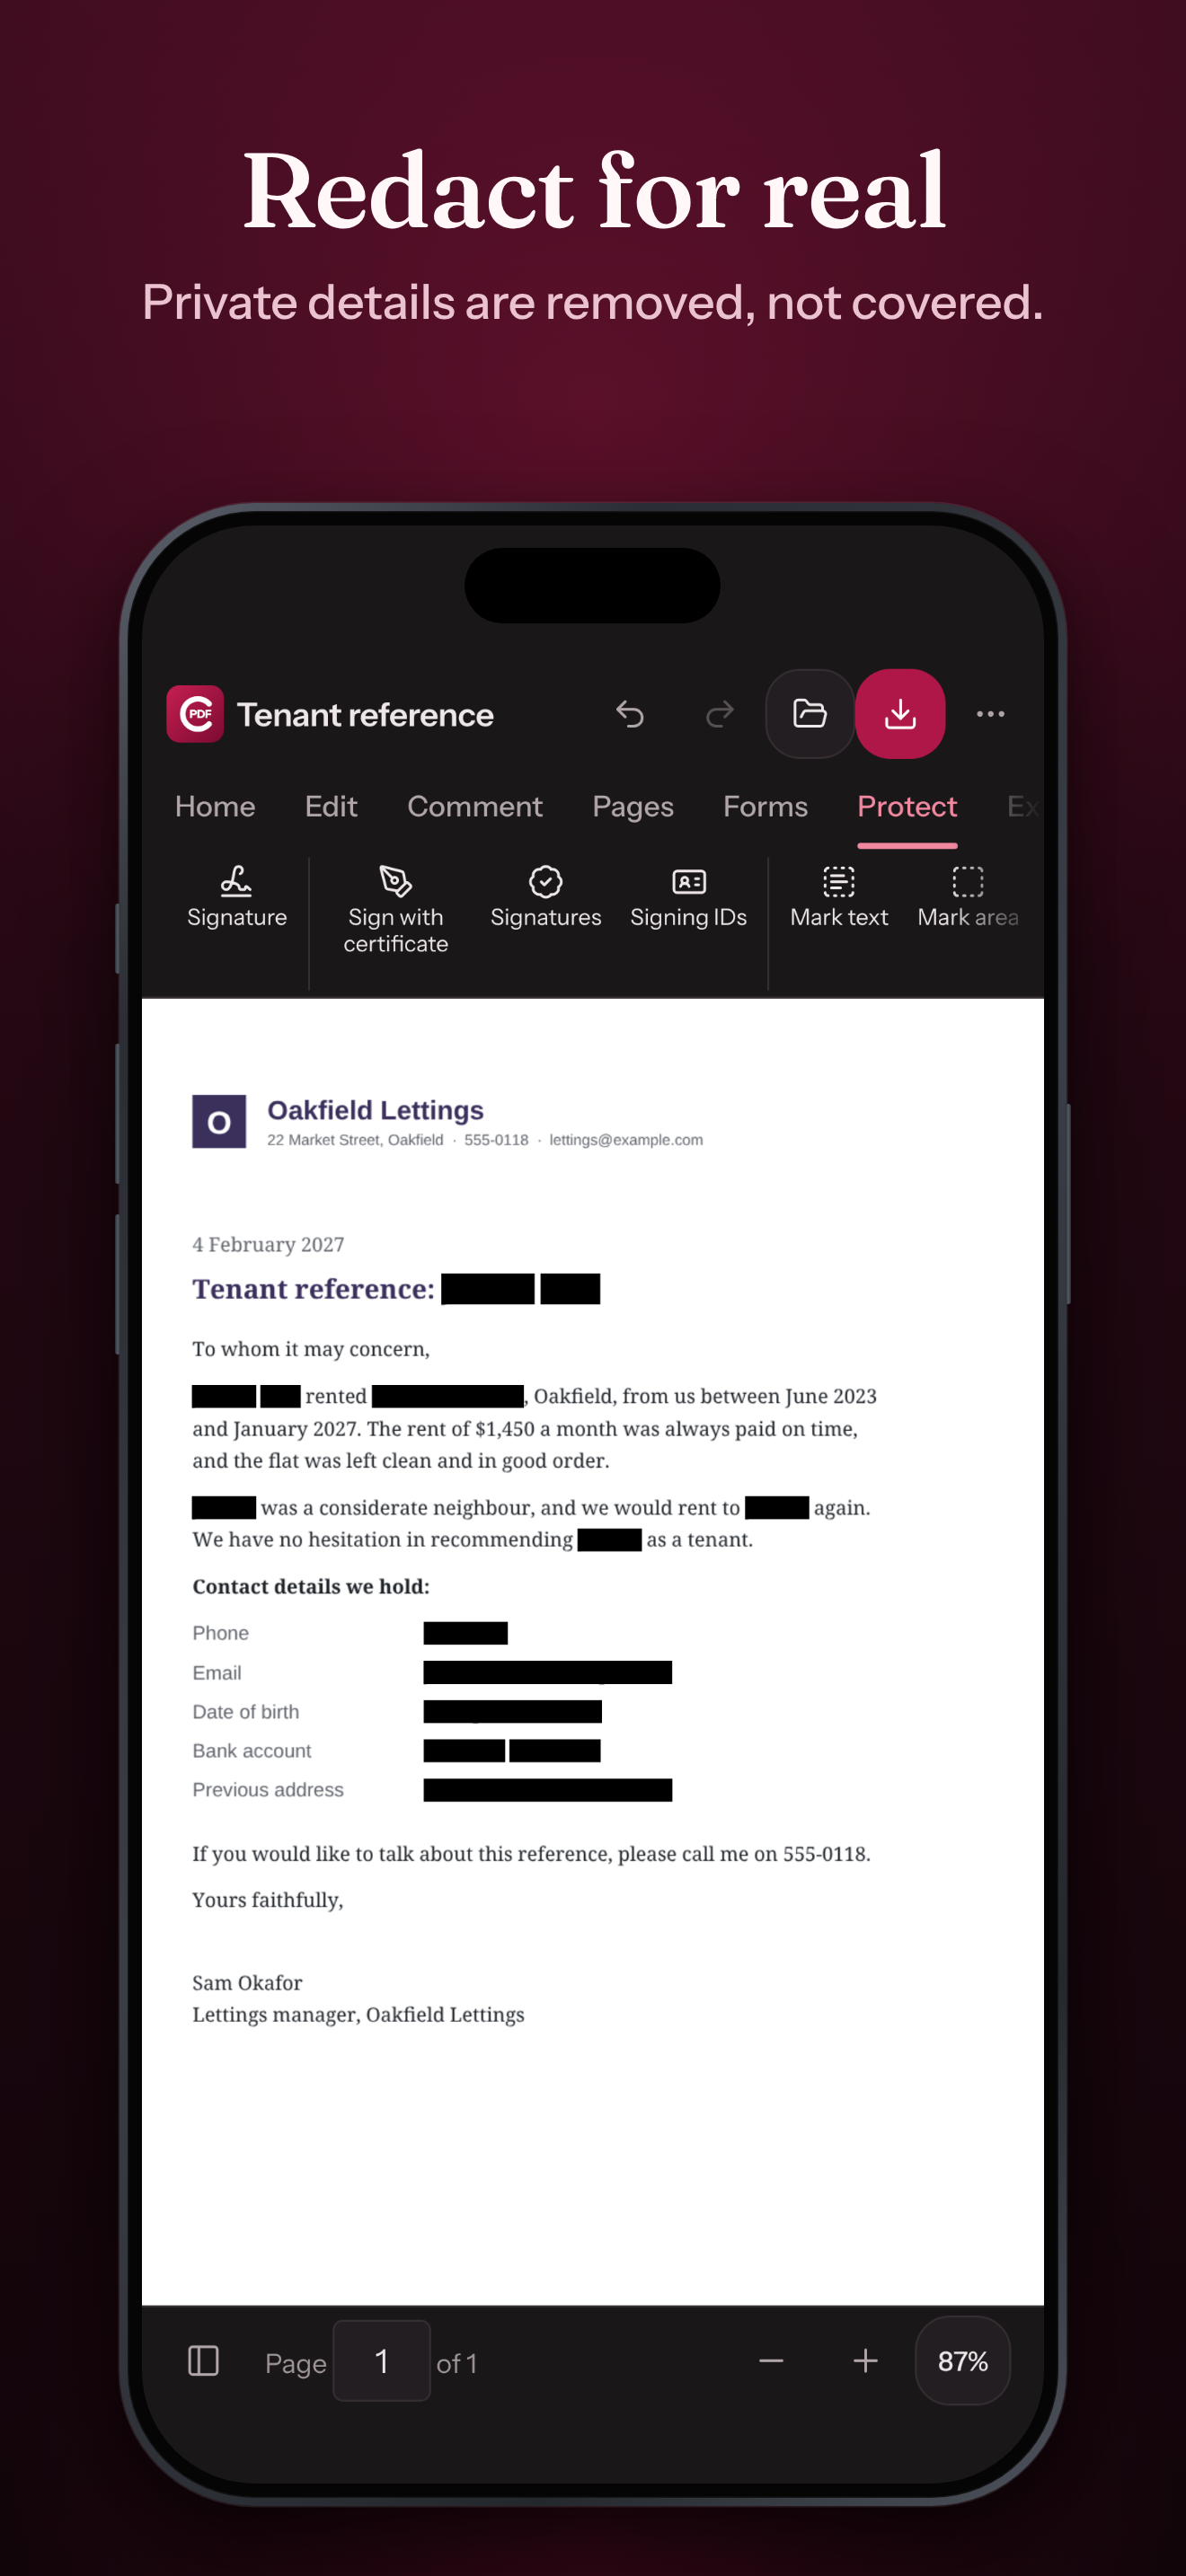 Redact for real
Private details are removed, not covered.
PDF
Tenant reference
Home Edit Comment Pages Forms Protect Ex
Signature
Sign with
certificate
Signatures
Signing IDs
Mark text
Mark area
O
Oakfield Lettings
22 Market Street, Oakfield · 555-0118 · lettings@example.com
4 February 2027
Tenant reference:
To whom it may concern,
rented , Oakfield, from us between June 2023
and January 2027. The rent of $1,450 a month was always paid on time,
and the flat was left clean and in good order.
was a considerate neighbour, and we would rent to again.
We have no hesitation in recommending as a tenant.
Contact details we hold:
Phone
Email
Date of birth
Bank account
Previous address
If you would like to talk about this reference, please call me on 555-0118.
Yours faithfully,
Sam Okafor
Lettings manager, Oakfield Lettings
Page 1 of 1
87%